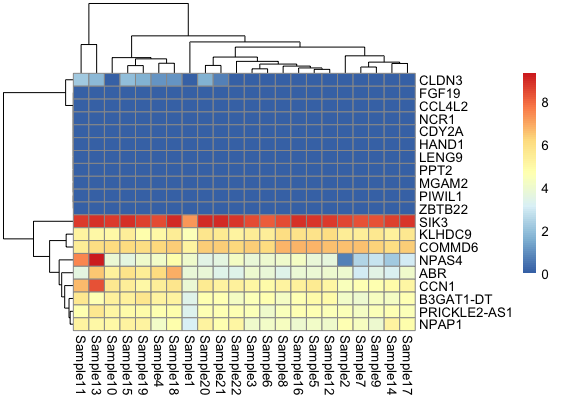 CLDN3
FGF19
CCL4L2
NCR1
CDY2A
HAND1
LENG9
PPT2
MGAM2
PIWIL1
ZBTB22
SIK3
KLHDC9
COMMD6
NPAS4
ABR
CCN1
B3GAT1-DT
PRICKLE2-AS1
NPAP1
8
6
4
2
0
Sample11
Sample13
Sample10
Sample15
Sample19
Sample4
Sample18
Sample1
Sample20
Sample21
Sample22
Sample3
Sample6
Sample8
Sample16
Sample5
Sample12
Sample2
Sample7
Sample9
Sample14
Sample17